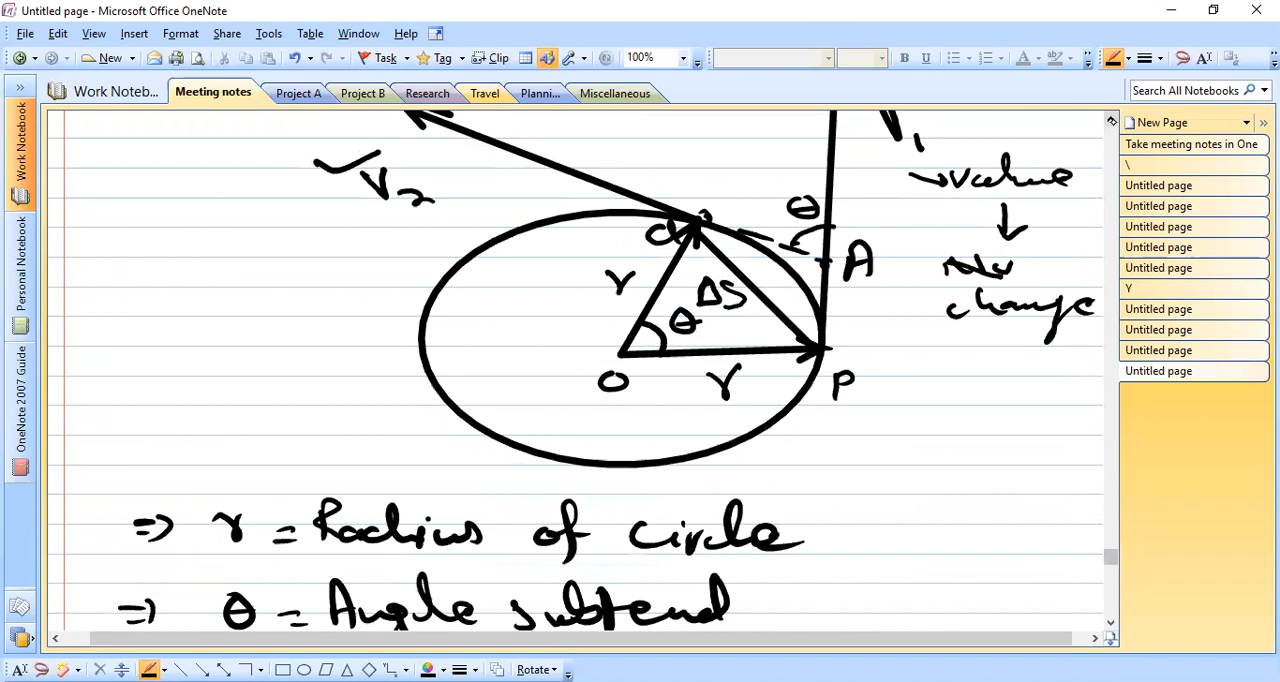 Untitled page - Microsoft Office OneNote
File Edit View Insert Format Share Tools Table Window Help
New Task Tag Clip 100% B U A ab
Work Noteb... Meeting notes Project A Project B Research Travel Planni... Miscellaneous Search All Notebooks
New Page
Take meeting notes in One
\
Untitled page
Untitled page
Untitled page
Untitled page
Untitled page
Y
Untitled page
Untitled page
Untitled page
Untitled page
Work Notebook
Personal Notebook
OneNote 2007 Guide
V2
V1
value
change
θ
A
r
ΔS
θ
O
r
P
=> r = Radius of circle
=> θ = Angle subtend
Rotate